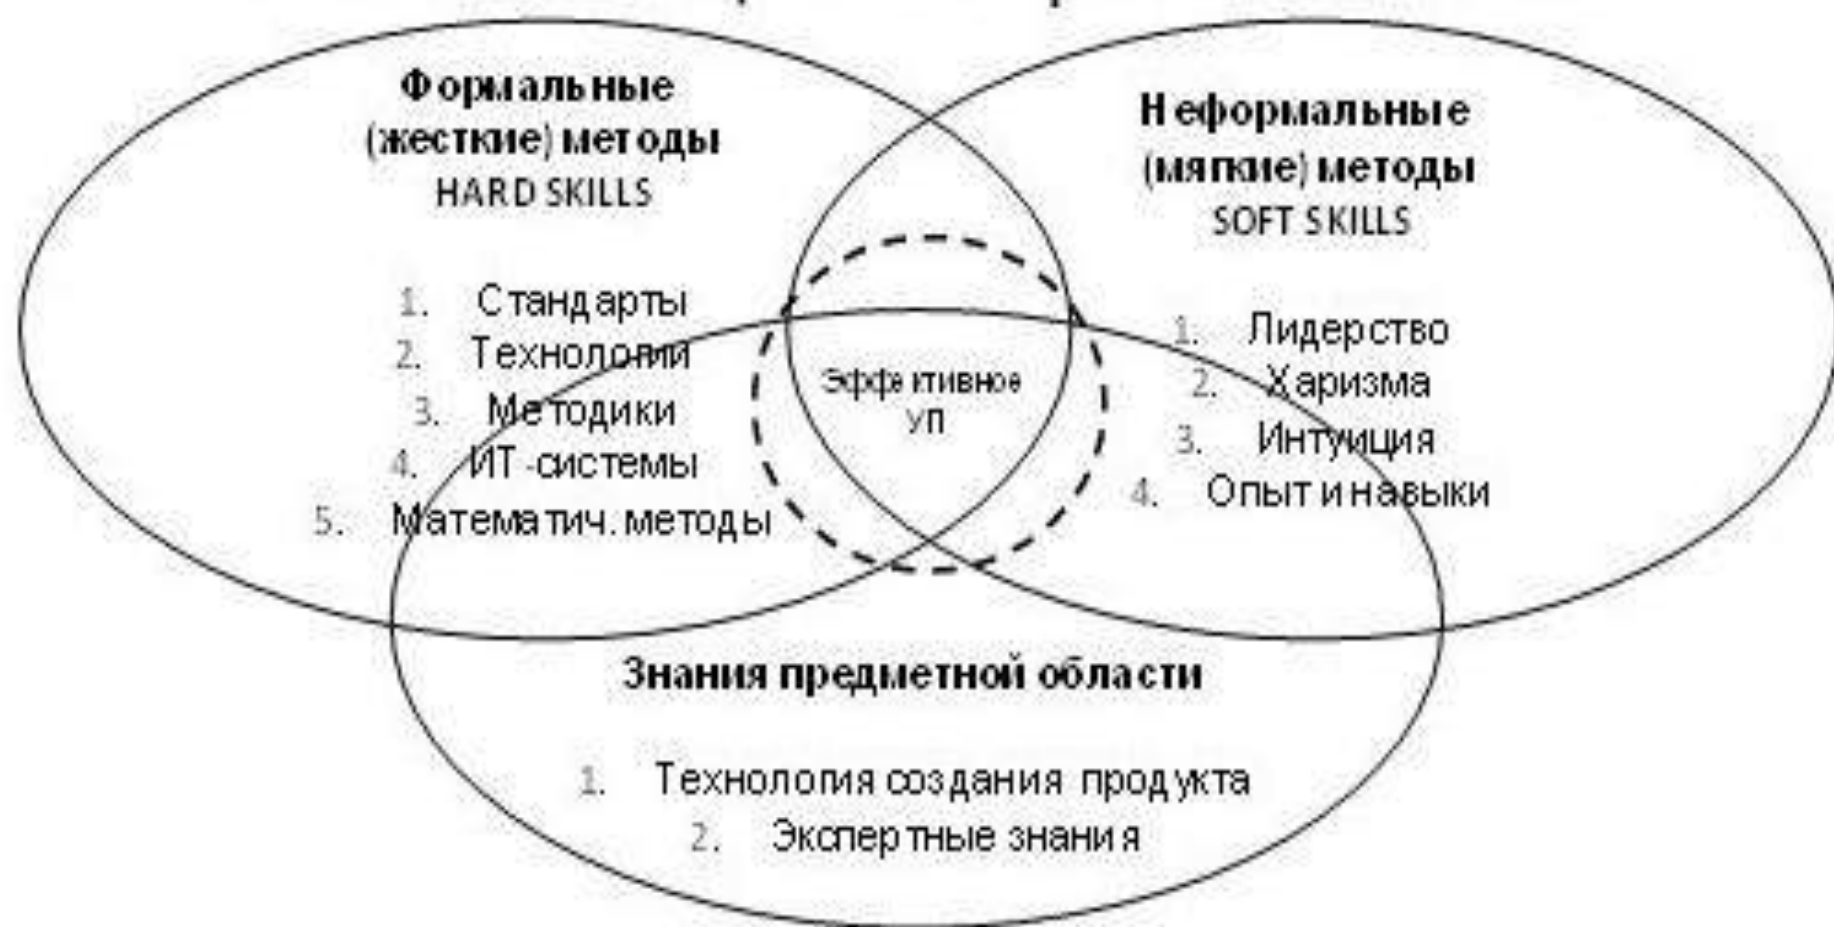 Формальные
(жесткие) методы
HARD SKILLS
1. Стандарты
2. Технологии
3. Методики
4. ИТ-системы
5. Математич. методы
Неформальные
(мягкие) методы
SOFT SKILLS
1. Лидерство
2. Харизма
3. Интуиция
4. Опыт и навыки
Эффективное
УП
Знания предметной области
1. Технология создания продукта
2. Экспертные знания